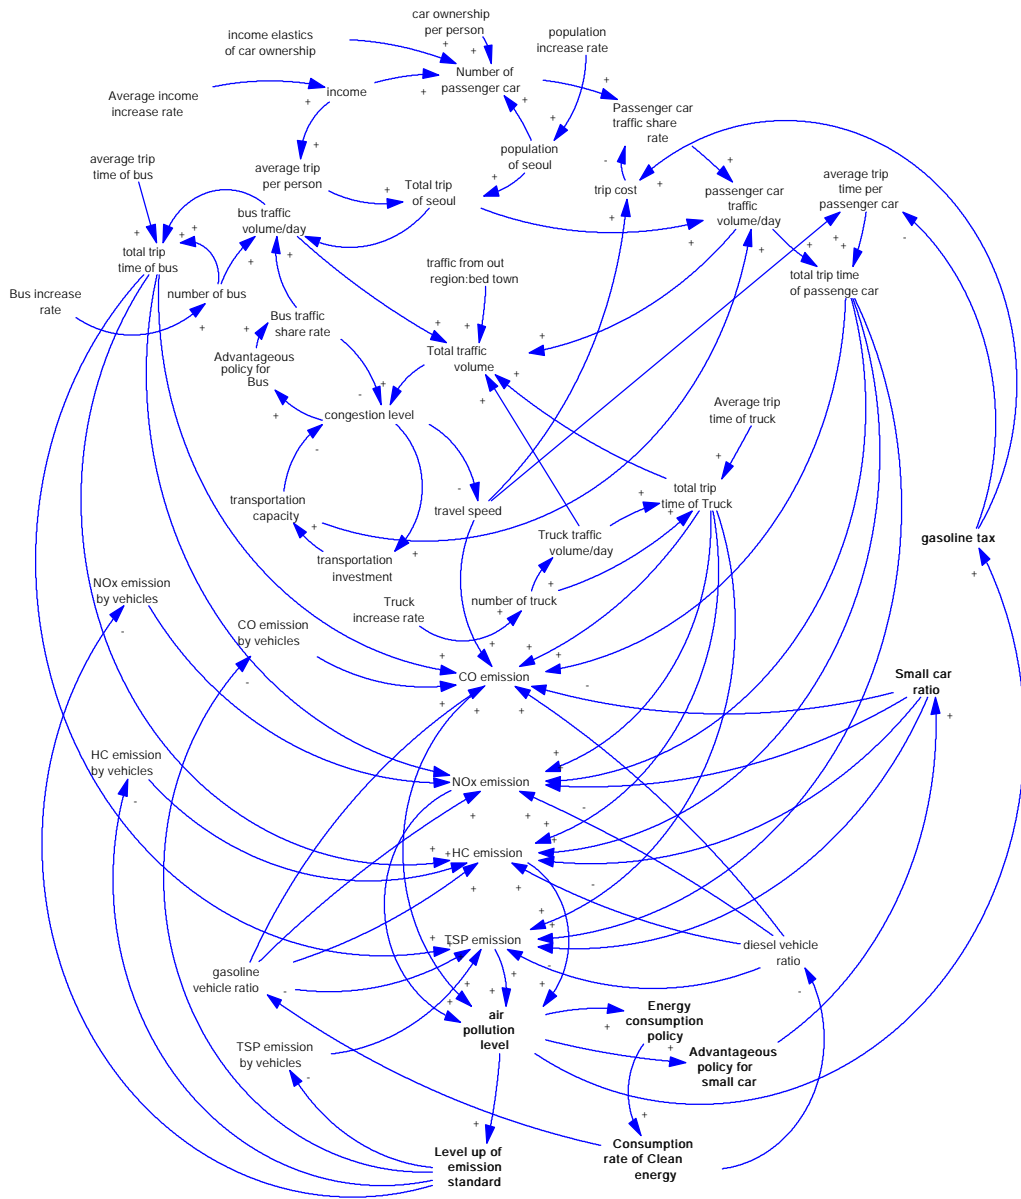 car ownership
per person
income elastics
of car ownership
population
increase rate
Number of
passenger car
Average income
increase rate
income
Passenger car
traffic share
rate
average trip
time of bus
average trip
per person
population
of seoul
Total trip
of seoul
trip cost
passenger car
traffic
volume/day
average trip
time per
passenger car
bus traffic
volume/day
total trip
time of bus
traffic from out
region:bed town
total trip time
of passenge car
Bus increase
rate
number of bus
Bus traffic
share rate
Advantageous
policy for
Bus
Total traffic
volume
congestion level
Average trip
time of truck
transportation
capacity
travel speed
total trip
time of Truck
Truck traffic
volume/day
gasoline tax
transportation
investment
NOx emission
by vehicles
Truck
increase rate
number of truck
CO emission
by vehicles
CO emission
Small car
ratio
HC emission
by vehicles
NOx emission
HC emission
TSP emission
diesel vehicle
ratio
gasoline
vehicle ratio
air
pollution
level
Energy
consumption
policy
TSP emission
by vehicles
Advantageous
policy for
small car
Level up of
emission
standard
Consumption
rate of Clean
energy